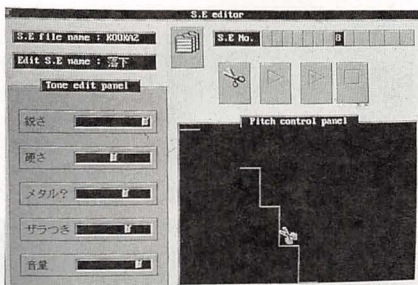 S.E editor
S.E file name : KOOKAZ
S.E No.
8
Edit S.E name : 落下
Tone edit panel
Pitch control panel
鋭さ
硬さ
メタル?
ザラつき
音量